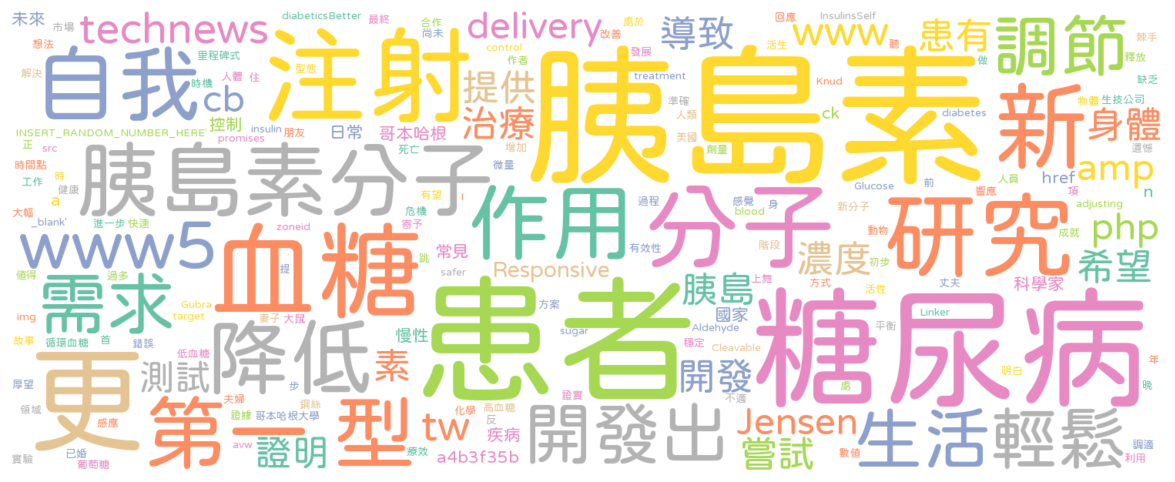 未來
市場
technews
diabeticsBetter
最終
合作
尚未
delivery
處於
改善
導致
回應
InsulinsSelf
www
聽
患有
調節
棘手
釋放
想法
解決
自我
里程碑式
時機
人體
住
型態
注射
control
作者
發展
活生
做
缺乏
cb
提供
胰島素
treatment
準確
人類
Knud
ck
diabetes
新
物競
生技公司
身體
遺憾
INSERT_RANDOM_NUMBER_HERE'
正
src
控制
promises
insulin
朋友
日常
哥本哈根
治療
增加
死亡
美國
劑量
時間點
工作
時
健康
a
胰島素分子
微量
有望
i
危機
寄予
作用
過程
感覺
blood
身
分子
Glucose
前
新分子
響應
人員
href
項
amp
n
adjusting
大幅
_blank'
進一步
快速
www5
zoneid
常見
跳
有效性
階段
上舞
動物
初步
研究
成就
php
值得
過多
血糖
提
Responsive
safer
濃度
方式
活性
丈夫
科學家
希望
需求
Gubra
target
img
妻子
大鼠
方案
胰島
國家
sugar
Aldehyde
Linker
故事
循環血糖
首
錯誤
慢性
患者
穩定
平衡
Cleavable
糖尿病
更
低血糖
降低
素
開發
明白
年
厚望
測試
步
證實
不適
處
晚
領域
感應
夫婦
第一
證據
哥本哈根大學
錫絲
型
高血糖
化學
反
tw
疾病
開發出
Jensen
生活
輕鬆
實驗
已婚
葡萄糖
avw
證明
療效
a4b3f35b
嘗試
數值
調適
利用